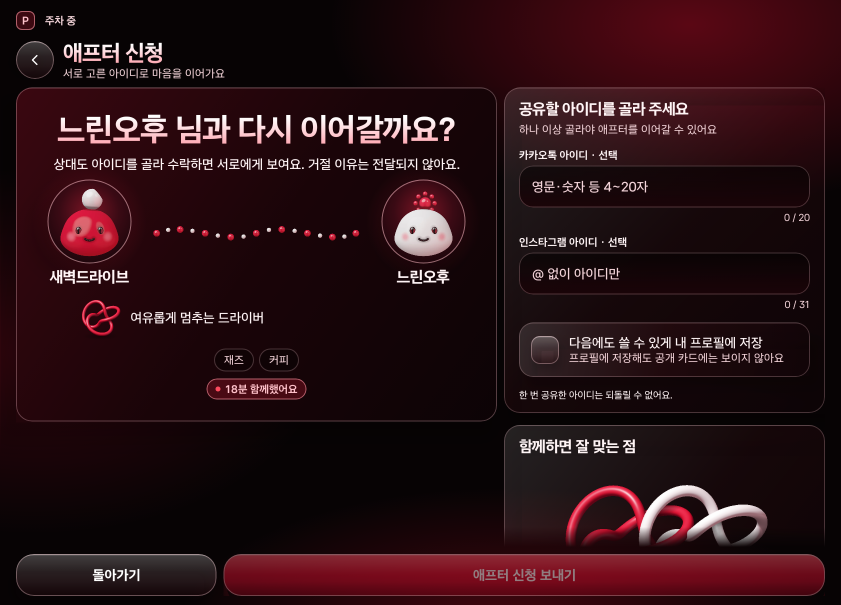 P 주차 중
애프터 신청
서로 고른 아이디로 마음을 이어가요
느린오후 님과 다시 이어갈까요?
상대도 아이디를 골라 수락하면 서로에게 보여요. 거절 이유는 전달되지 않아요.
새벽드라이브
느린오후
여유롭게 멈추는 드라이버
재즈
커피
18분 함께했어요
공유할 아이디를 골라 주세요
하나 이상 골라야 애프터를 이어갈 수 있어요
카카오톡 아이디 · 선택
영문·숫자 등 4~20자
0 / 20
인스타그램 아이디 · 선택
@ 없이 아이디만
0 / 31
다음에도 쓸 수 있게 내 프로필에 저장
프로필에 저장해도 공개 카드에는 보이지 않아요
한 번 공유한 아이디는 되돌릴 수 없어요.
함께하면 잘 맞는 점
돌아가기
애프터 신청 보내기